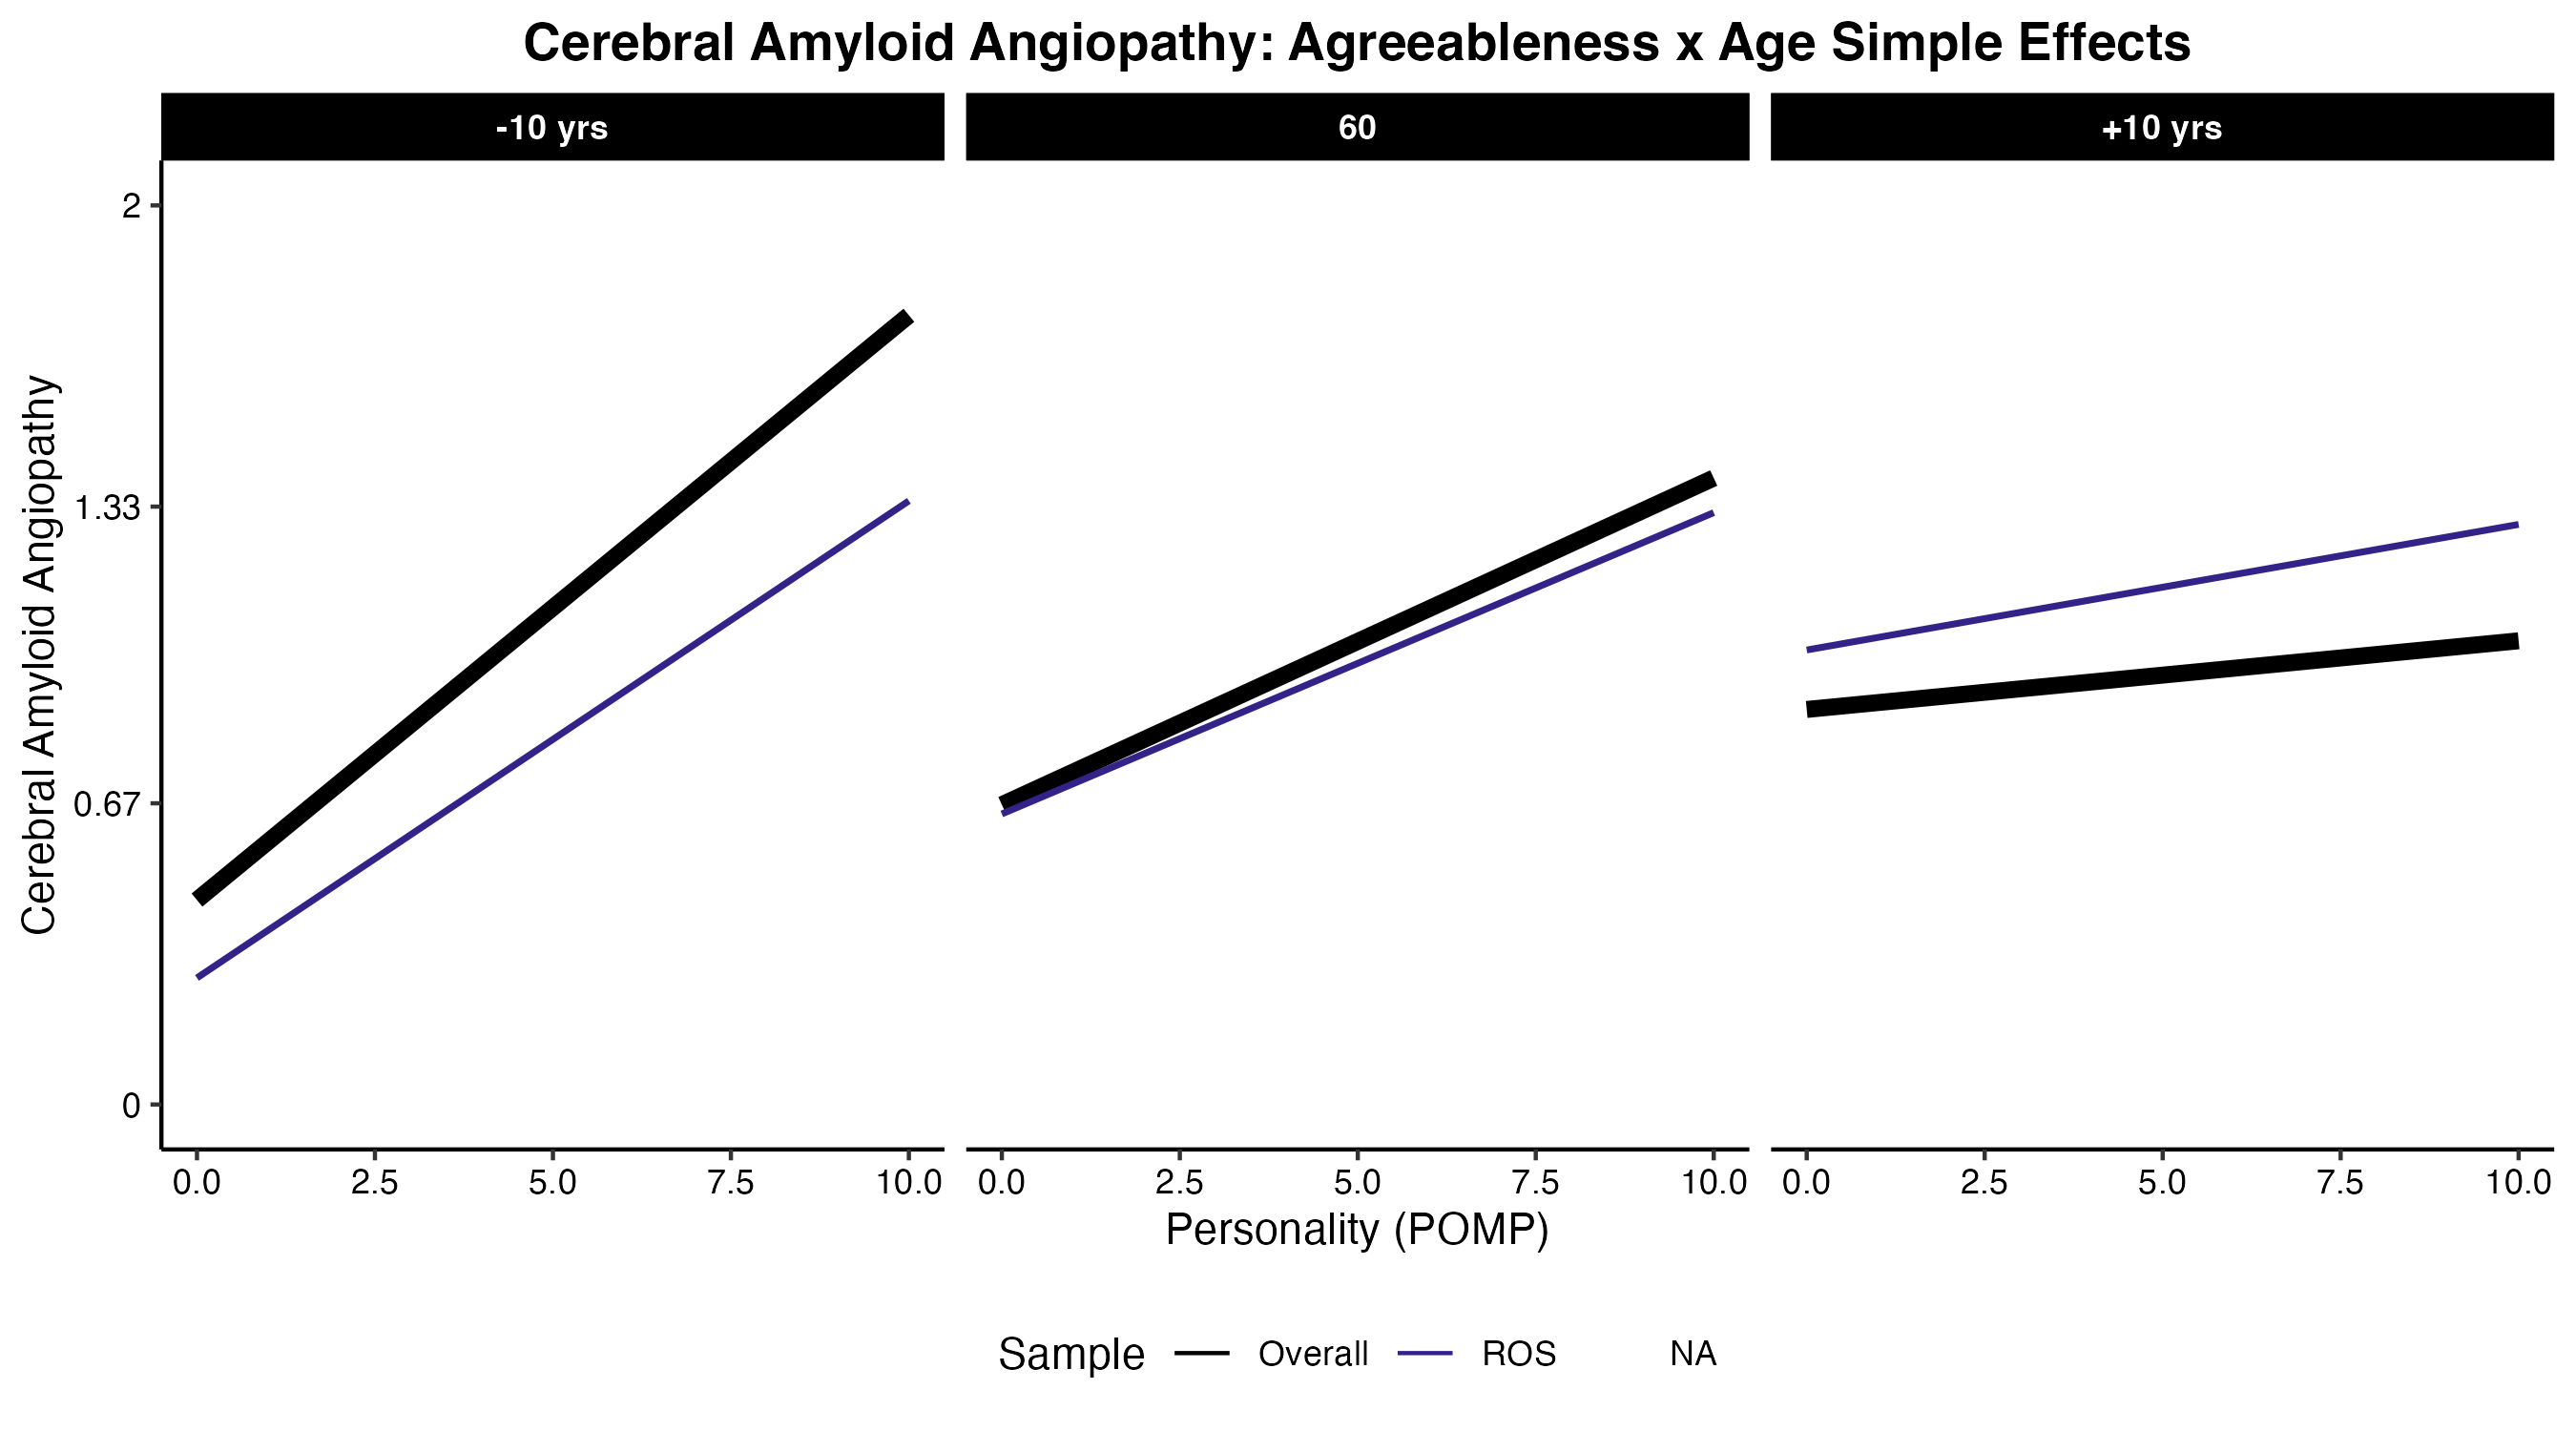 Cerebral Amyloid Angiopathy: Agreeableness x Age Simple Effects
-10 yrs
60
+10 yrs
Cerebral Amyloid Angiopathy
2
1.33
0.67
0
0.0 2.5 5.0 7.5 10.0
0.0 2.5 5.0 7.5 10.0
0.0 2.5 5.0 7.5 10.0
Personality (POMP)
Sample Overall ROS NA